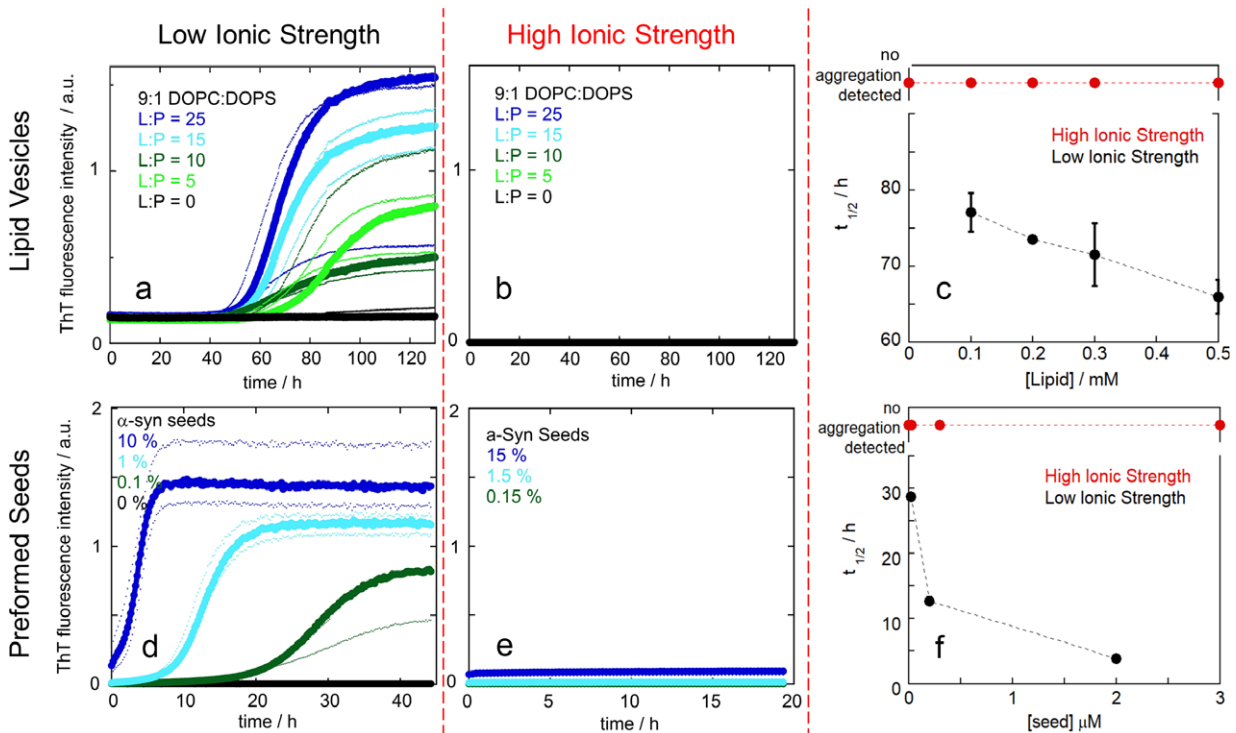 Low Ionic Strength
High Ionic Strength
Lipid Vesicles
ThT fluorescence intensity / a.u.
1
0
9:1 DOPC:DOPS
L:P = 25
L:P = 15
L:P = 10
L:P = 5
L:P = 0
a
0 20 40 60 80 100 120
time / h
1
0
9:1 DOPC:DOPS
L:P = 25
L:P = 15
L:P = 10
L:P = 5
L:P = 0
b
0 20 40 60 80 100 120
time / h
no
aggregation
detected
High Ionic Strength
Low Ionic Strength
t 1/2 / h
90
80
70
60
c
0 0.1 0.2 0.3 0.4 0.5
[Lipid] / mM
Preformed Seeds
ThT fluorescence intensity / a.u.
2
1
0
α-syn seeds
10 %
1 %
0.1 %
0 %
d
0 10 20 30 40
time / h
2
1
0
a-Syn Seeds
15 %
1.5 %
0.15 %
e
0 5 10 15 20
time / h
no
aggregation
detected
High Ionic Strength
Low Ionic Strength
t 1/2 / h
30
20
10
0
f
0 1 2 3
[seed] μM